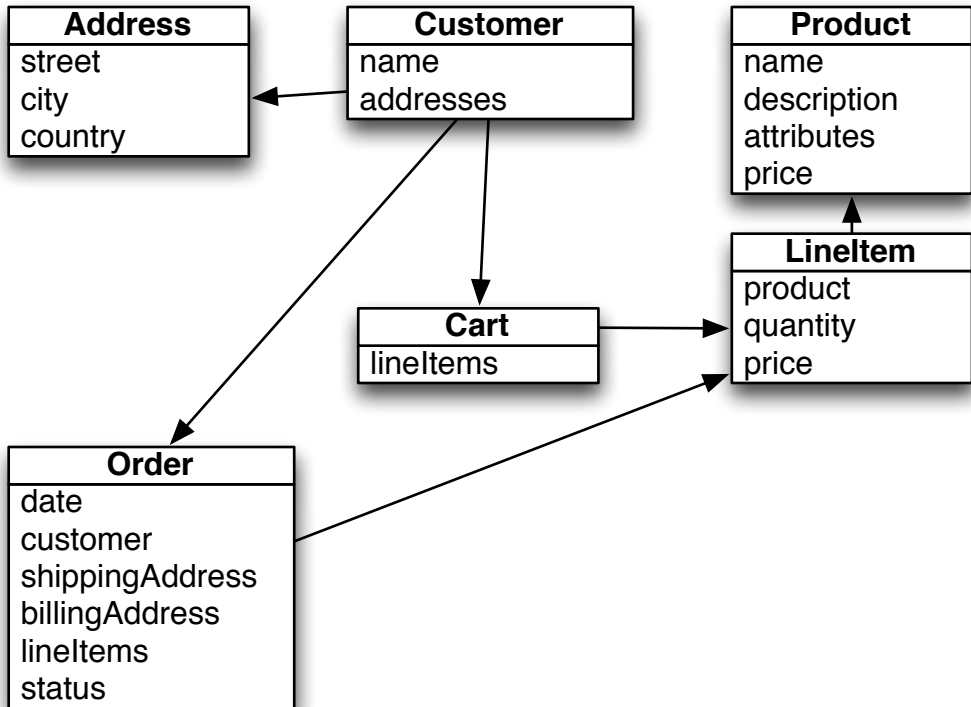 Address
street
city
country
Customer
name
addresses
Product
name
description
attributes
price
LineItem
product
quantity
price
Cart
lineItems
Order
date
customer
shippingAddress
billingAddress
lineItems
status